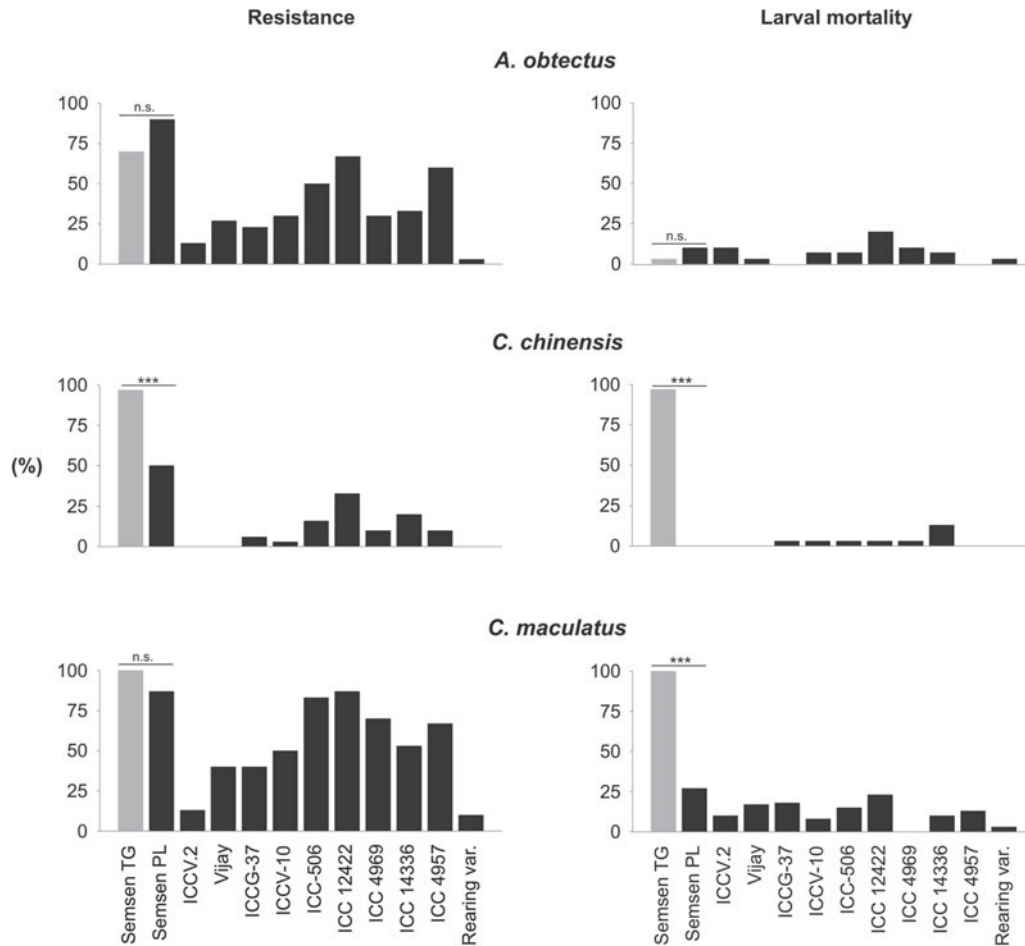 Resistance
Larval mortality
A. obtectus
n.s.
100
75
50
25
0
n.s.
100
75
50
25
0
C. chinensis
(%)
***
100
75
50
25
0
***
100
75
50
25
0
C. maculatus
n.s.
100
75
50
25
0
Semsen TG
Semsen PL
ICCV.2
Vijay
ICCG-37
ICCV-10
ICC-506
ICC 12422
ICC 4969
ICC 14336
ICC 4957
Rearing var.
***
100
75
50
25
0
Semsen TG
Semsen PL
ICCV.2
Vijay
ICCG-37
ICCV-10
ICC-506
ICC 12422
ICC 4969
ICC 14336
ICC 4957
Rearing var.